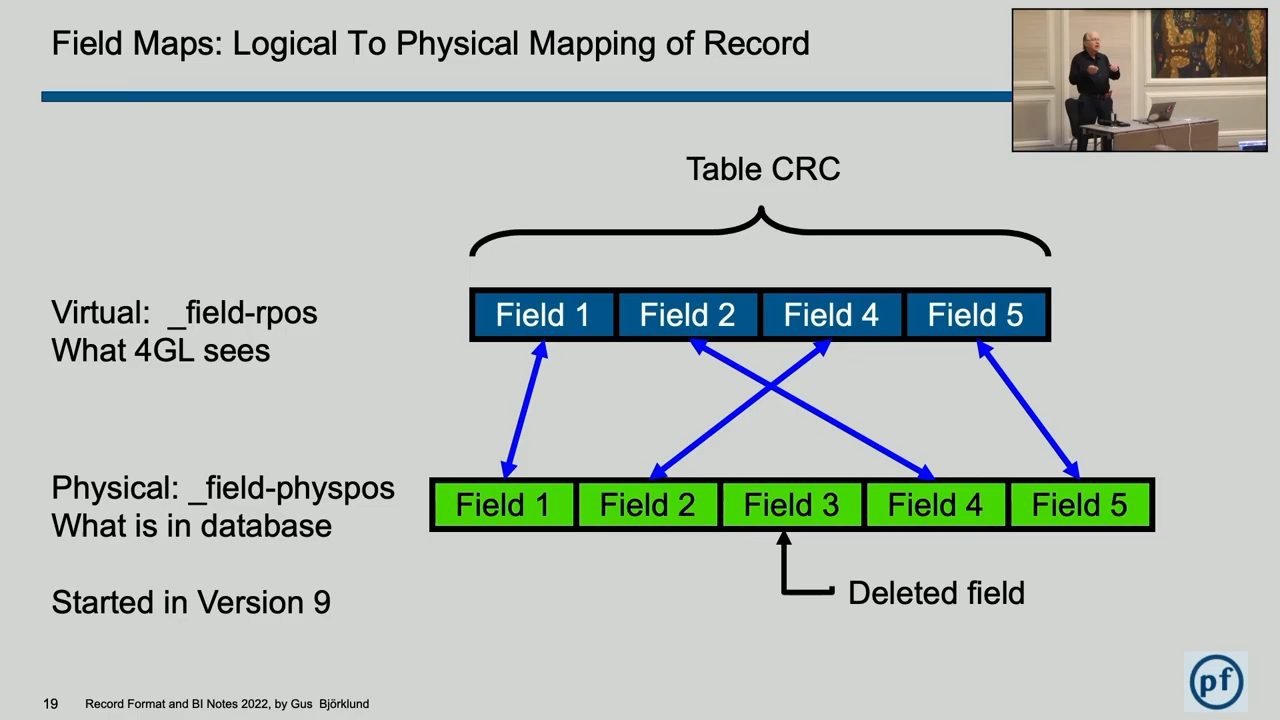 Field Maps: Logical To Physical Mapping of Record
Table CRC
Virtual: _field-rpos
What 4GL sees
Field 1
Field 2
Field 4
Field 5
Physical: _field-physpos
What is in database
Field 1
Field 2
Field 3
Field 4
Field 5
Deleted field
Started in Version 9
19
Record Format and BI Notes 2022, by Gus Björklund
pf